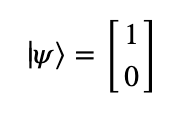 |ψ⟩ = [1
0]